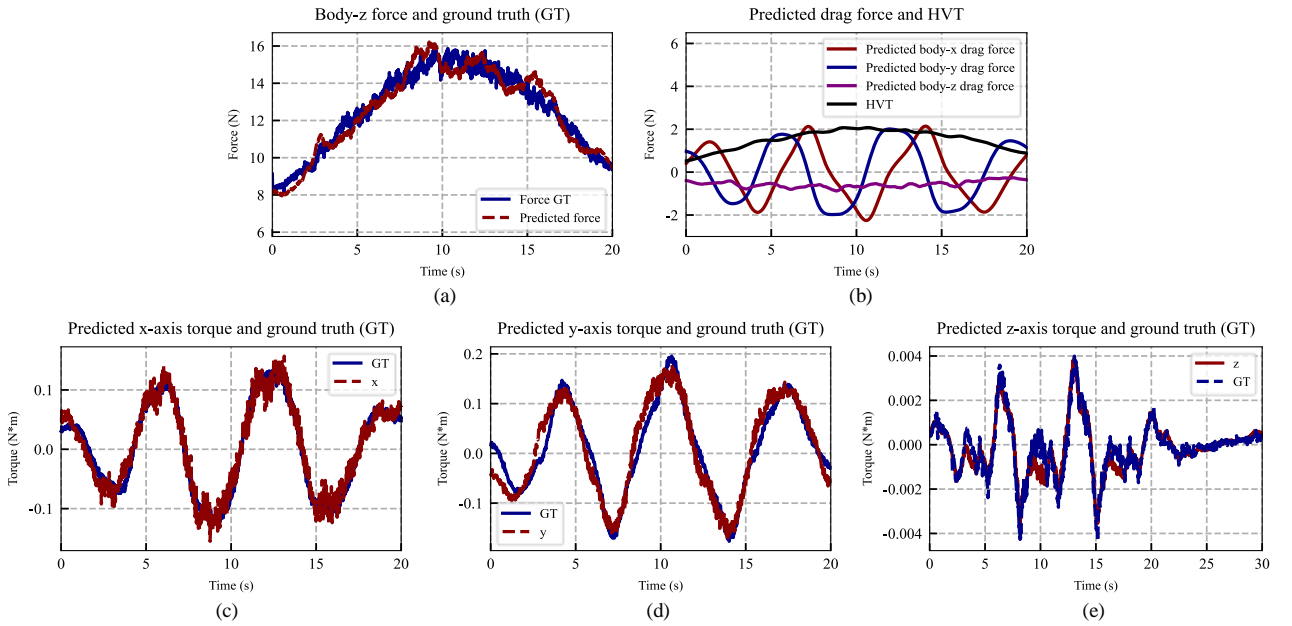 Body-z force and ground truth (GT)
16
14
12
10
8
6
Force (N)
Force GT
Predicted force
0
5
10
15
20
Time (s)
(a)
Predicted drag force and HVT
6
4
2
0
-2
Force (N)
Predicted body-x drag force
Predicted body-y drag force
Predicted body-z drag force
HVT
0
5
10
15
20
Time (s)
(b)
Predicted x-axis torque and ground truth (GT)
0.1
0.0
-0.1
Torque (N*m)
GT
x
0
5
10
15
20
Time (s)
(c)
Predicted y-axis torque and ground truth (GT)
0.2
0.1
0.0
-0.1
Torque (N*m)
GT
y
0
5
10
15
20
Time (s)
(d)
Predicted z-axis torque and ground truth (GT)
0.004
0.002
0.000
-0.002
-0.004
Torque (N*m)
z
GT
0
5
10
15
20
25
30
Time (s)
(e)